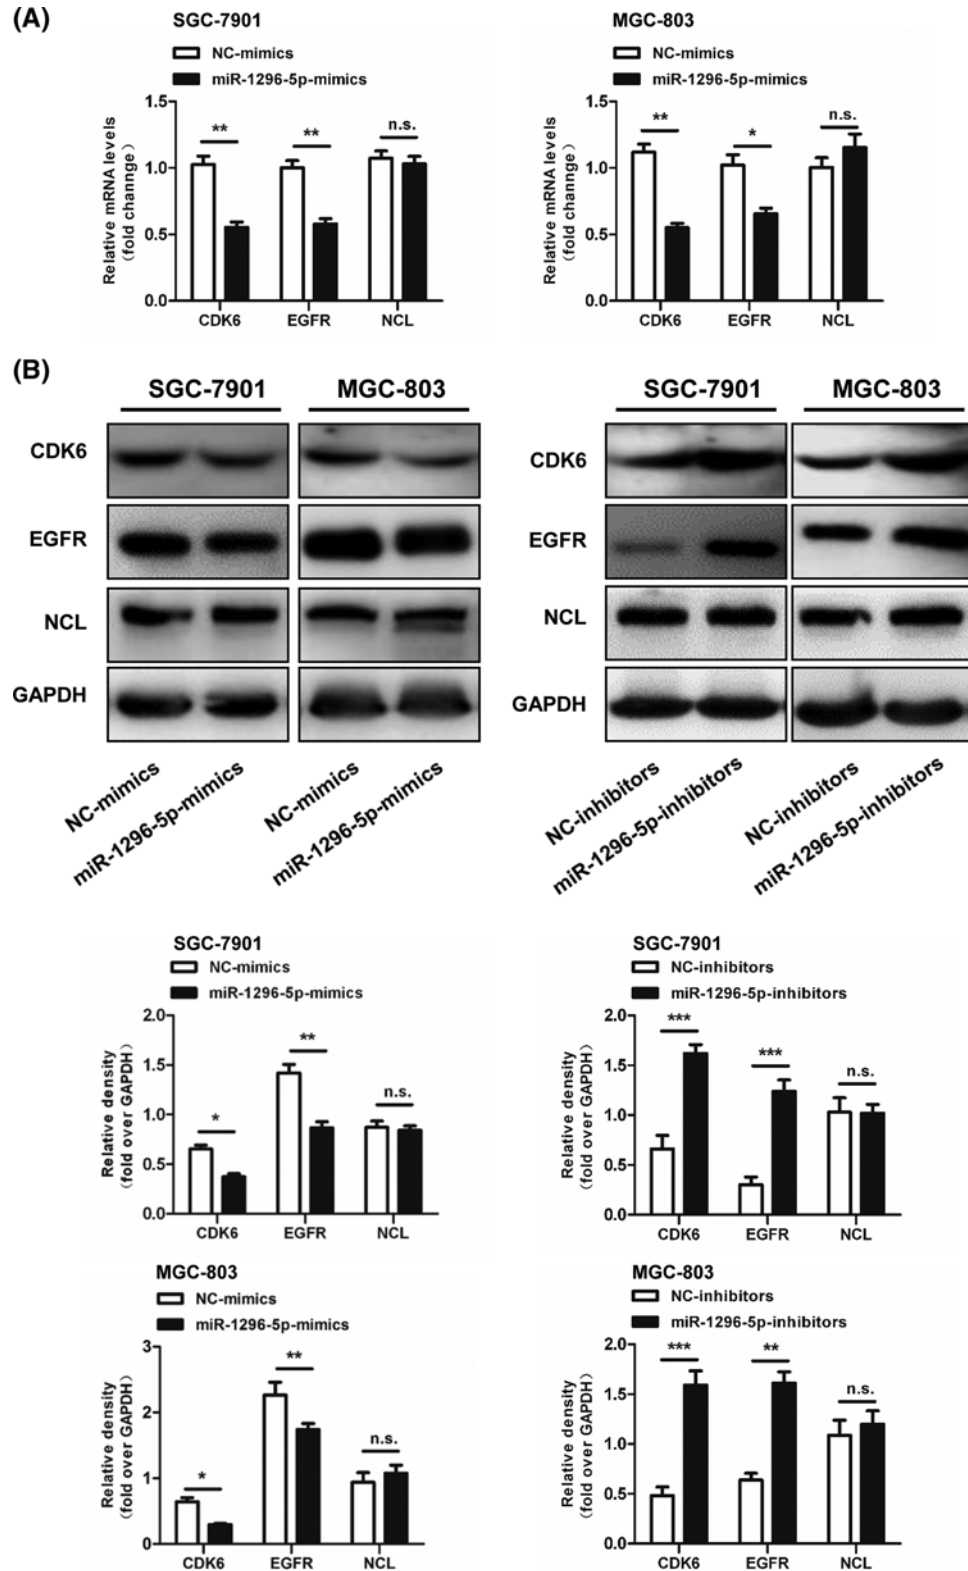 (A)
SGC-7901
NC-mimics
miR-1296-5p-mimics
Relative mRNA levels
(fold channge)
1.5
1.0
0.5
0.0
**
**
n.s.
CDK6 EGFR NCL
MGC-803
NC-mimics
miR-1296-5p-mimics
Relative mRNA levels
(fold channge)
1.5
1.0
0.5
0.0
**
*
n.s.
CDK6 EGFR NCL
(B)
SGC-7901 MGC-803
CDK6
EGFR
NCL
GAPDH
NC-mimics
miR-1296-5p-mimics
NC-mimics
miR-1296-5p-mimics
SGC-7901 MGC-803
CDK6
EGFR
NCL
GAPDH
NC-inhibitors
miR-1296-5p-inhibitors
NC-inhibitors
miR-1296-5p-inhibitors
SGC-7901
NC-mimics
miR-1296-5p-mimics
Relative density
(fold over GAPDH)
2.0
1.5
1.0
0.5
0.0
*
**
n.s.
CDK6 EGFR NCL
SGC-7901
NC-inhibitors
miR-1296-5p-inhibitors
Relative density
(fold over GAPDH)
2.0
1.5
1.0
0.5
0.0
***
***
n.s.
CDK6 EGFR NCL
MGC-803
NC-mimics
miR-1296-5p-mimics
Relative density
(fold over GAPDH)
3
2
1
0
*
**
n.s.
CDK6 EGFR NCL
MGC-803
NC-inhibitors
miR-1296-5p-inhibitors
Relative density
(fold over GAPDH)
2.0
1.5
1.0
0.5
0.0
***
**
n.s.
CDK6 EGFR NCL